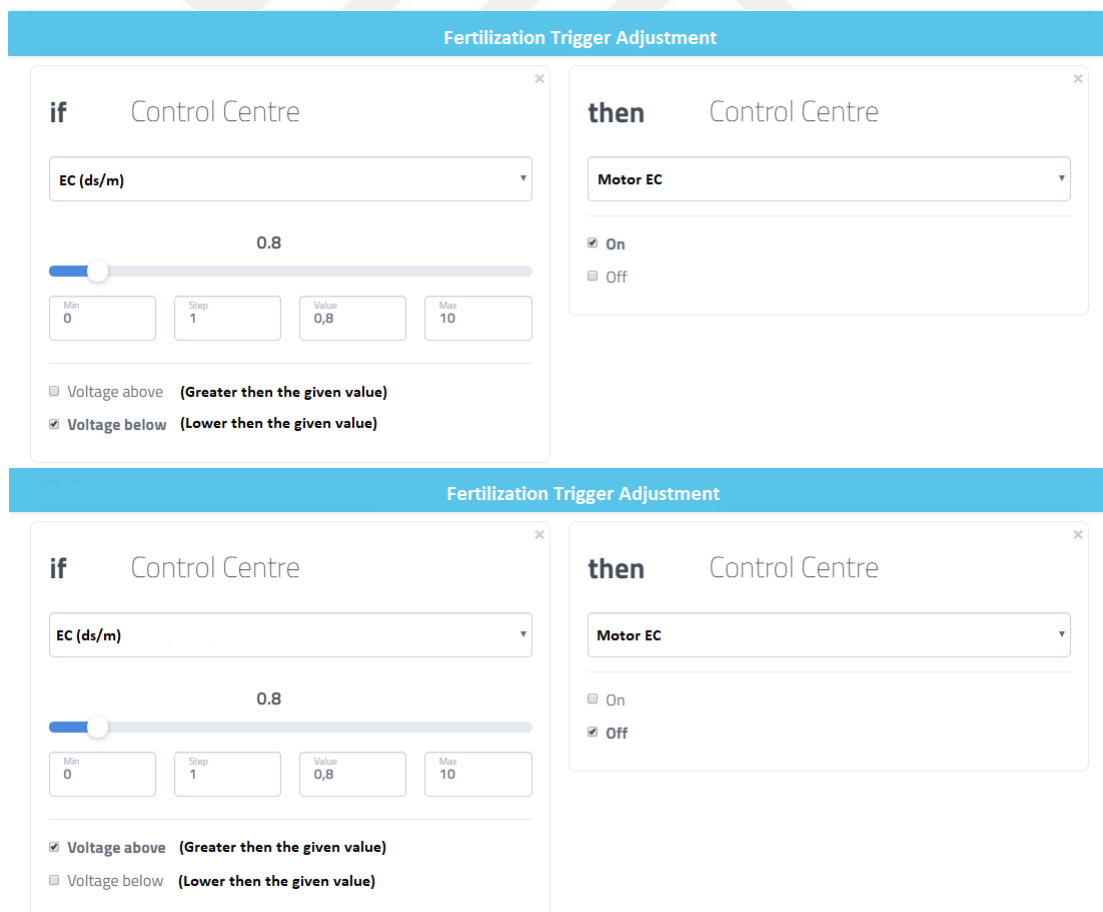 Fertilization Trigger Adjustment
×
if Control Centre
EC (ds/m) ▾
0.8
Min Step Value Max
0 1 0,8 10
Voltage above (Greater then the given value)
Voltage below (Lower then the given value)
×
then Control Centre
Motor EC ▾
On
Off
Fertilization Trigger Adjustment
×
if Control Centre
EC (ds/m) ▾
0.8
Min Step Value Max
0 1 0,8 10
Voltage above (Greater then the given value)
Voltage below (Lower then the given value)
×
then Control Centre
Motor EC ▾
On
Off